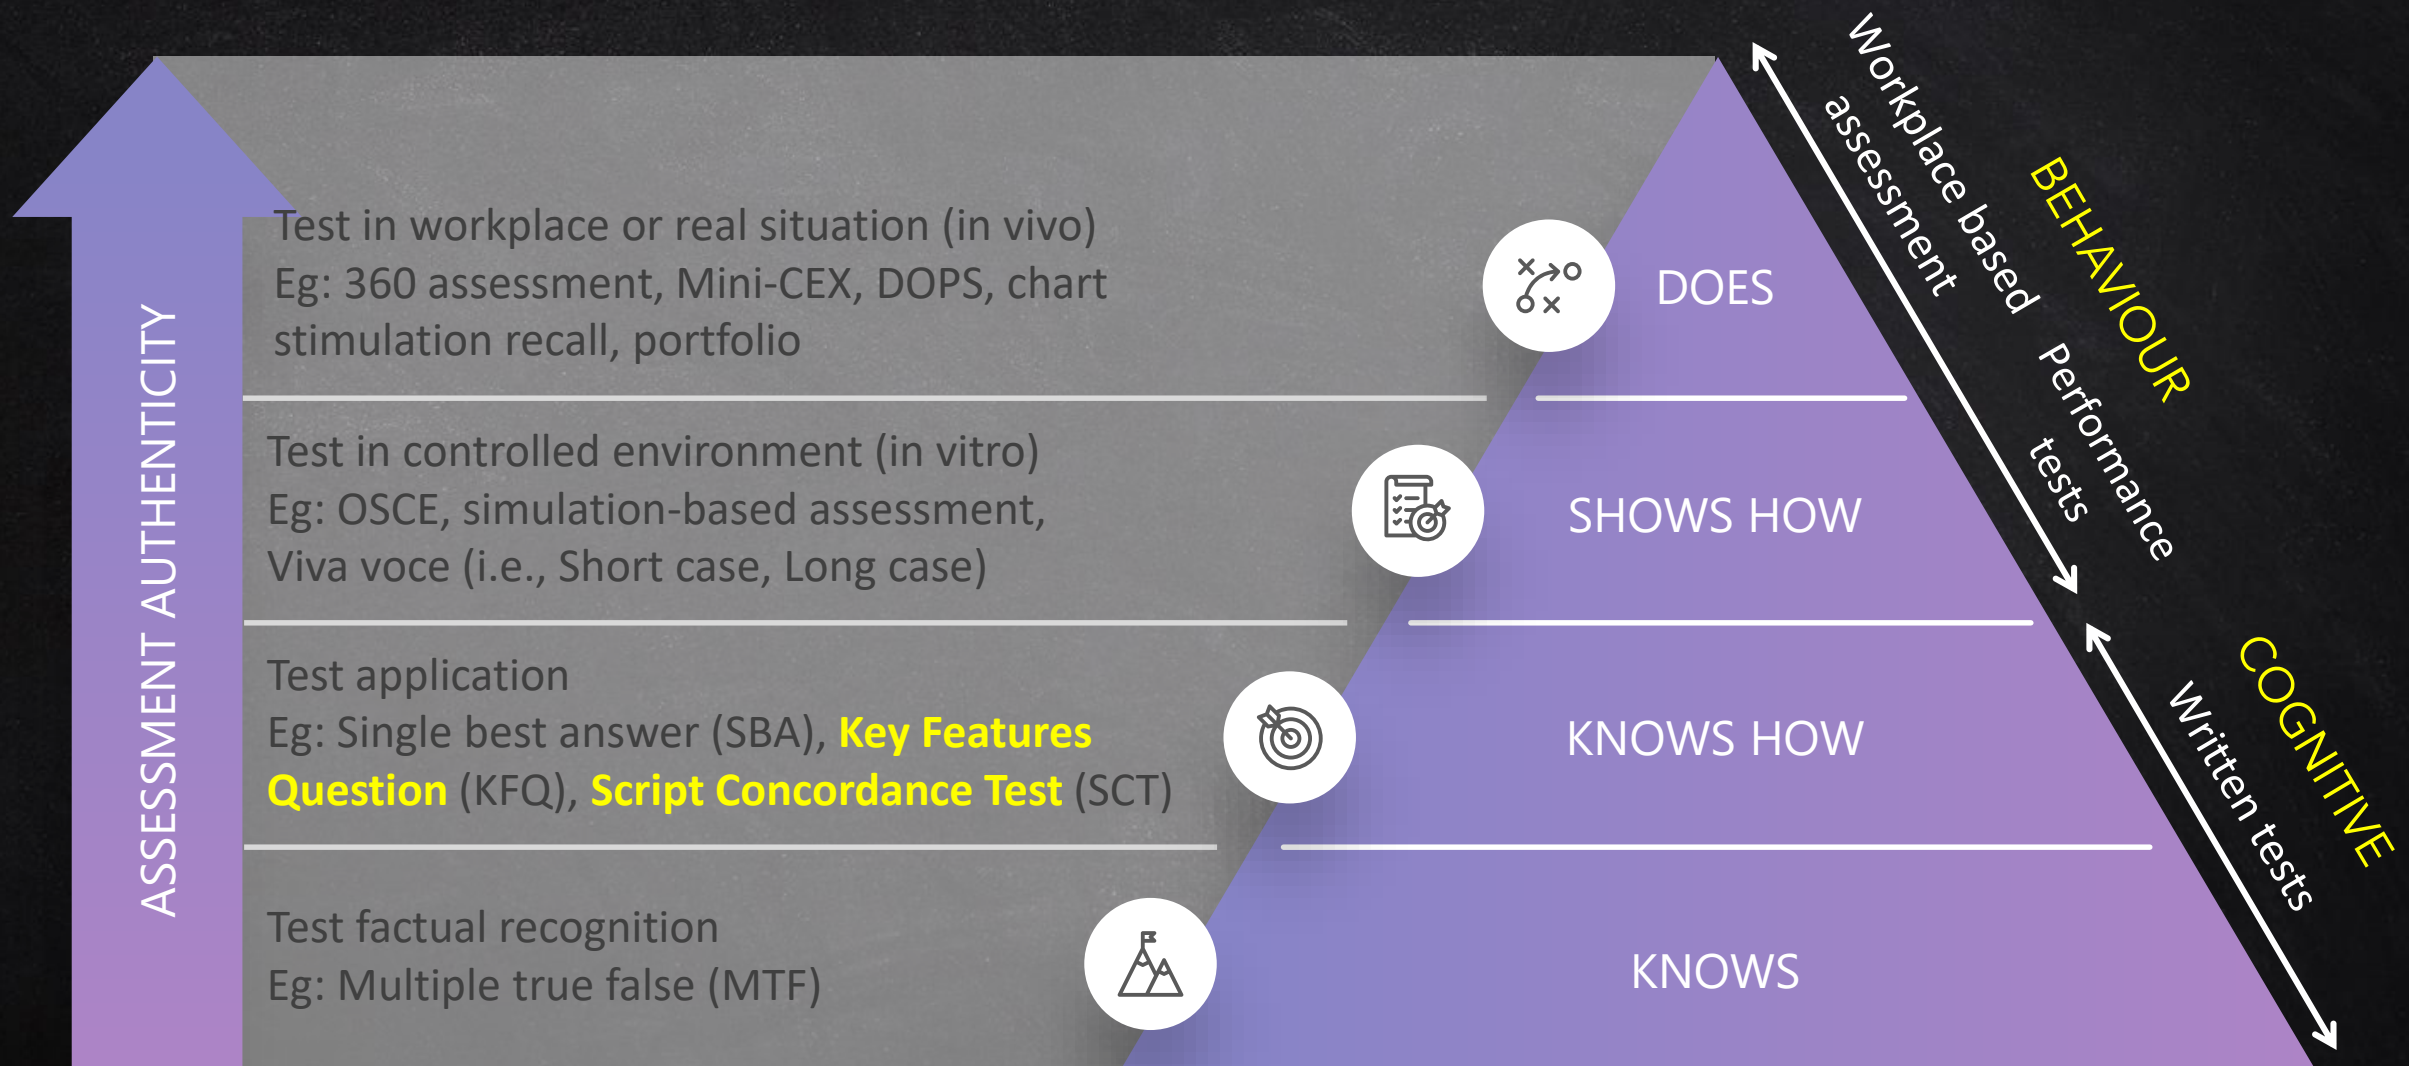 ASSESSMENT AUTHENTICITY
Test in workplace or real situation (in vivo)
Eg: 360 assessment, Mini-CEX, DOPS, chart
stimulation recall, portfolio
DOES
Test in controlled environment (in vitro)
Eg: OSCE, simulation-based assessment,
Viva voce (i.e., Short case, Long case)
SHOWS HOW
Test application
Eg: Single best answer (SBA), Key Features
Question (KFQ), Script Concordance Test (SCT)
KNOWS HOW
Test factual recognition
Eg: Multiple true false (MTF)
KNOWS
Workplace based
assessment
BEHAVIOUR
Performance
tests
COGNITIVE
Written tests